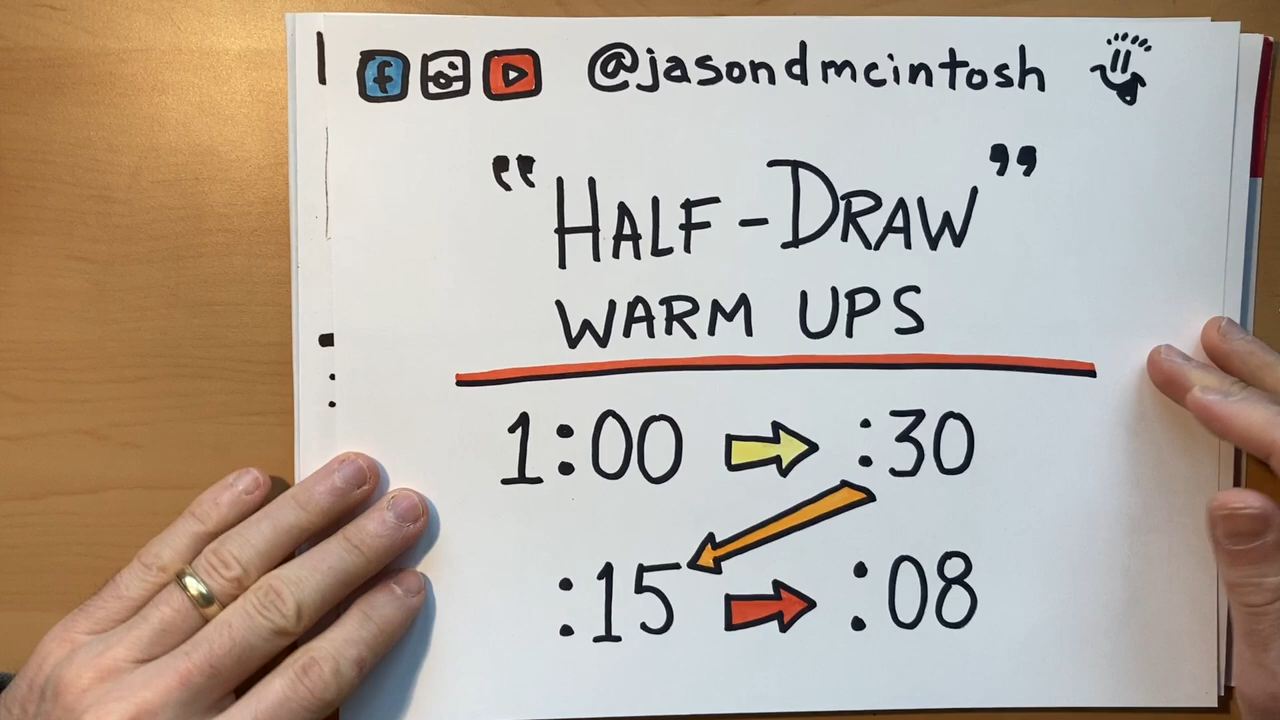 f @jasondmcintosh
"HALF-DRAW"
WARM UPS
1:00 :30
:15 :08